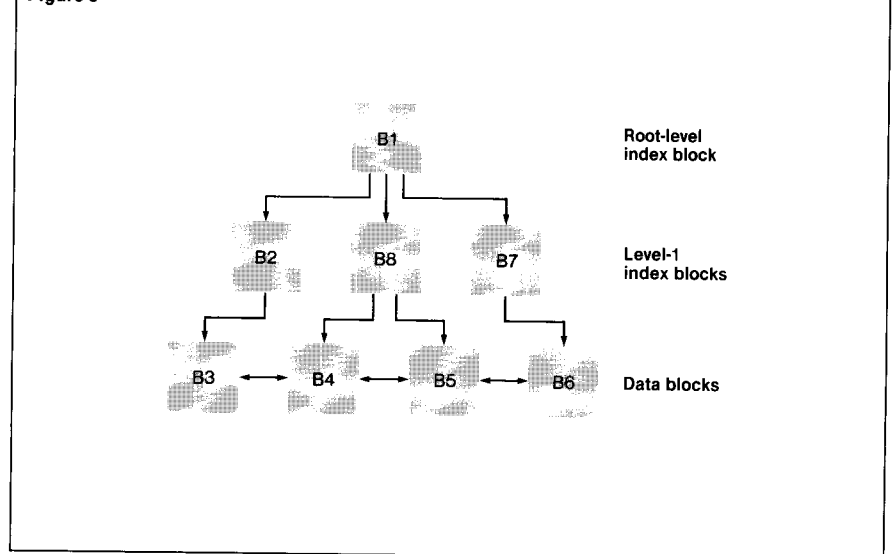 B1
Root-level
index block
B2
B8
B7
Level-1
index blocks
B3
B4
B5
B6
Data blocks